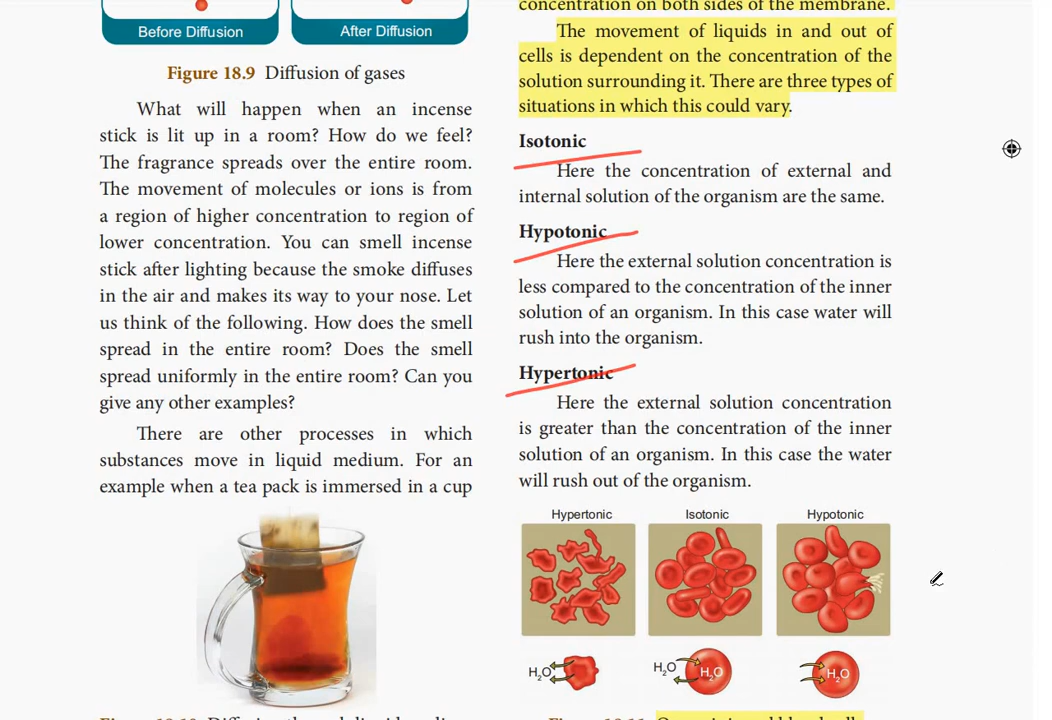 Before Diffusion
After Diffusion
Figure 18.9 Diffusion of gases
What will happen when an incense
stick is lit up in a room? How do we feel?
The fragrance spreads over the entire room.
The movement of molecules or ions is from
a region of higher concentration to region of
lower concentration. You can smell incense
stick after lighting because the smoke diffuses
in the air and makes its way to your nose. Let
us think of the following. How does the smell
spread in the entire room? Does the smell
spread uniformly in the entire room? Can you
give any other examples?
There are other processes in which
substances move in liquid medium. For an
example when a tea pack is immersed in a cup
concentration on both sides of the membrane.
The movement of liquids in and out of
cells is dependent on the concentration of the
solution surrounding it. There are three types of
situations in which this could vary.
Isotonic
Here the concentration of external and
internal solution of the organism are the same.
Hypotonic
Here the external solution concentration is
less compared to the concentration of the inner
solution of an organism. In this case water will
rush into the organism.
Hypertonic
Here the external solution concentration
is greater than the concentration of the inner
solution of an organism. In this case the water
will rush out of the organism.
Hypertonic Isotonic Hypotonic
H₂O H₂O H₂O H₂O